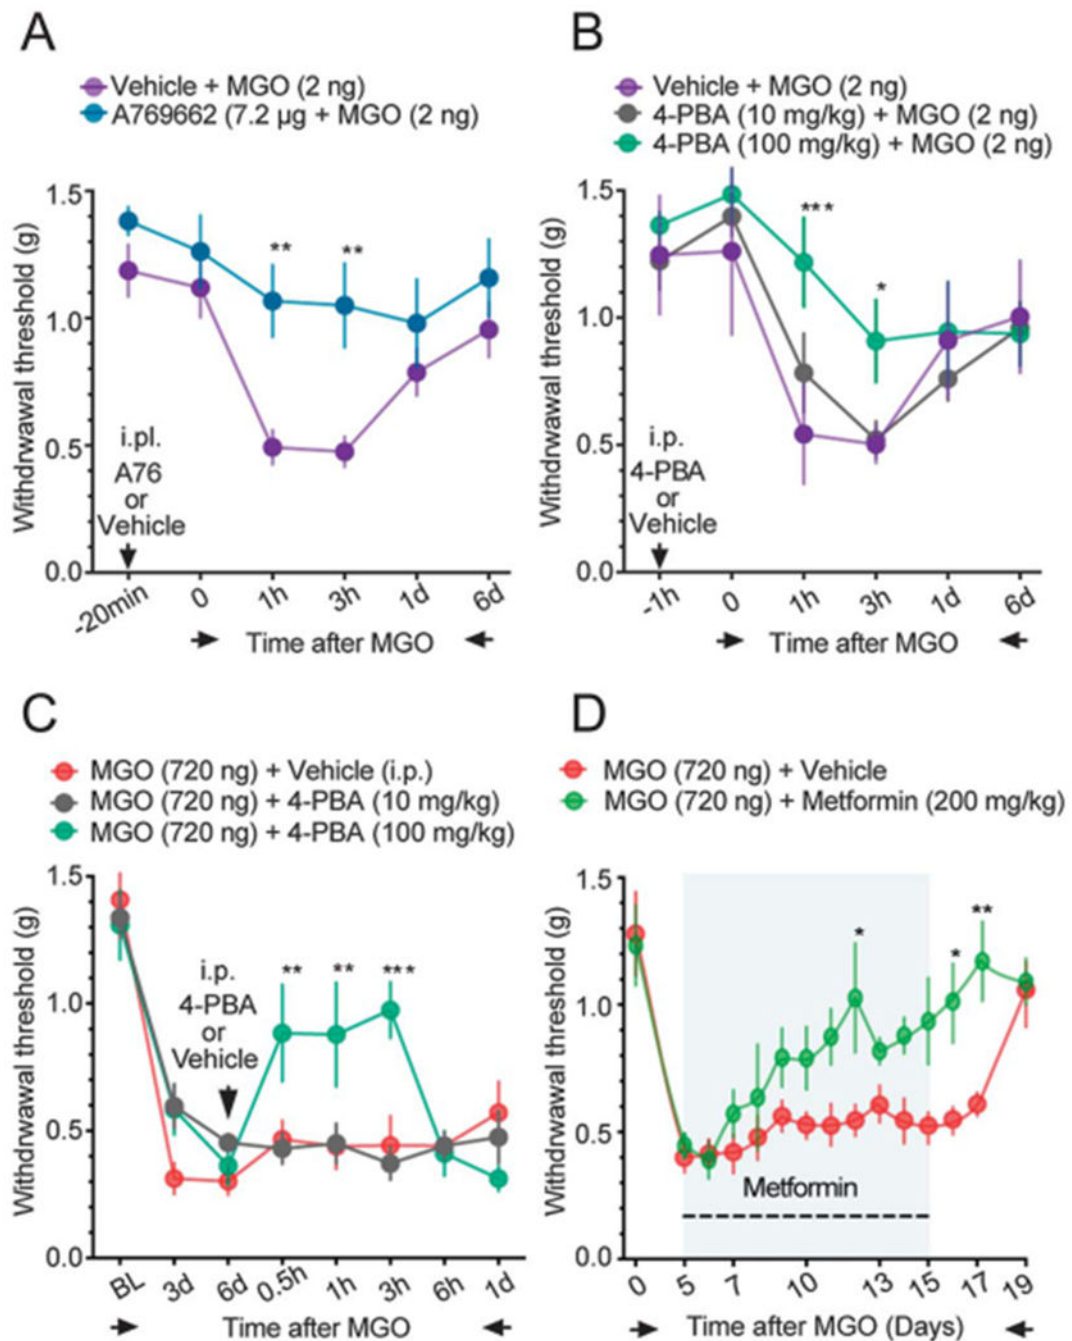 A
Vehicle + MGO (2 ng)
A769662 (7.2 µg + MGO (2 ng)
Withdrwawal threshold (g)
1.5
1.0
0.5
0.0
** **
i.pl.
A76
or
Vehicle
-20min 0 1h 3h 1d 6d
Time after MGO
B
Vehicle + MGO (2 ng)
4-PBA (10 mg/kg) + MGO (2 ng)
4-PBA (100 mg/kg) + MGO (2 ng)
Withdrwawal threshold (g)
1.5
1.0
0.5
0.0
*** *
i.p.
4-PBA
or
Vehicle
-1h 0 1h 3h 1d 6d
Time after MGO
C
MGO (720 ng) + Vehicle (i.p.)
MGO (720 ng) + 4-PBA (10 mg/kg)
MGO (720 ng) + 4-PBA (100 mg/kg)
Withdrwawal threshold (g)
1.5
1.0
0.5
0.0
i.p.
4-PBA
or
Vehicle
** ** ***
BL 3d 6d 0.5h 1h 3h 6h 1d
Time after MGO
D
MGO (720 ng) + Vehicle
MGO (720 ng) + Metformin (200 mg/kg)
Withdrwawal threshold (g)
1.5
1.0
0.5
0.0
* * **
Metformin
0 5 7 10 13 15 17 19
Time after MGO (Days)